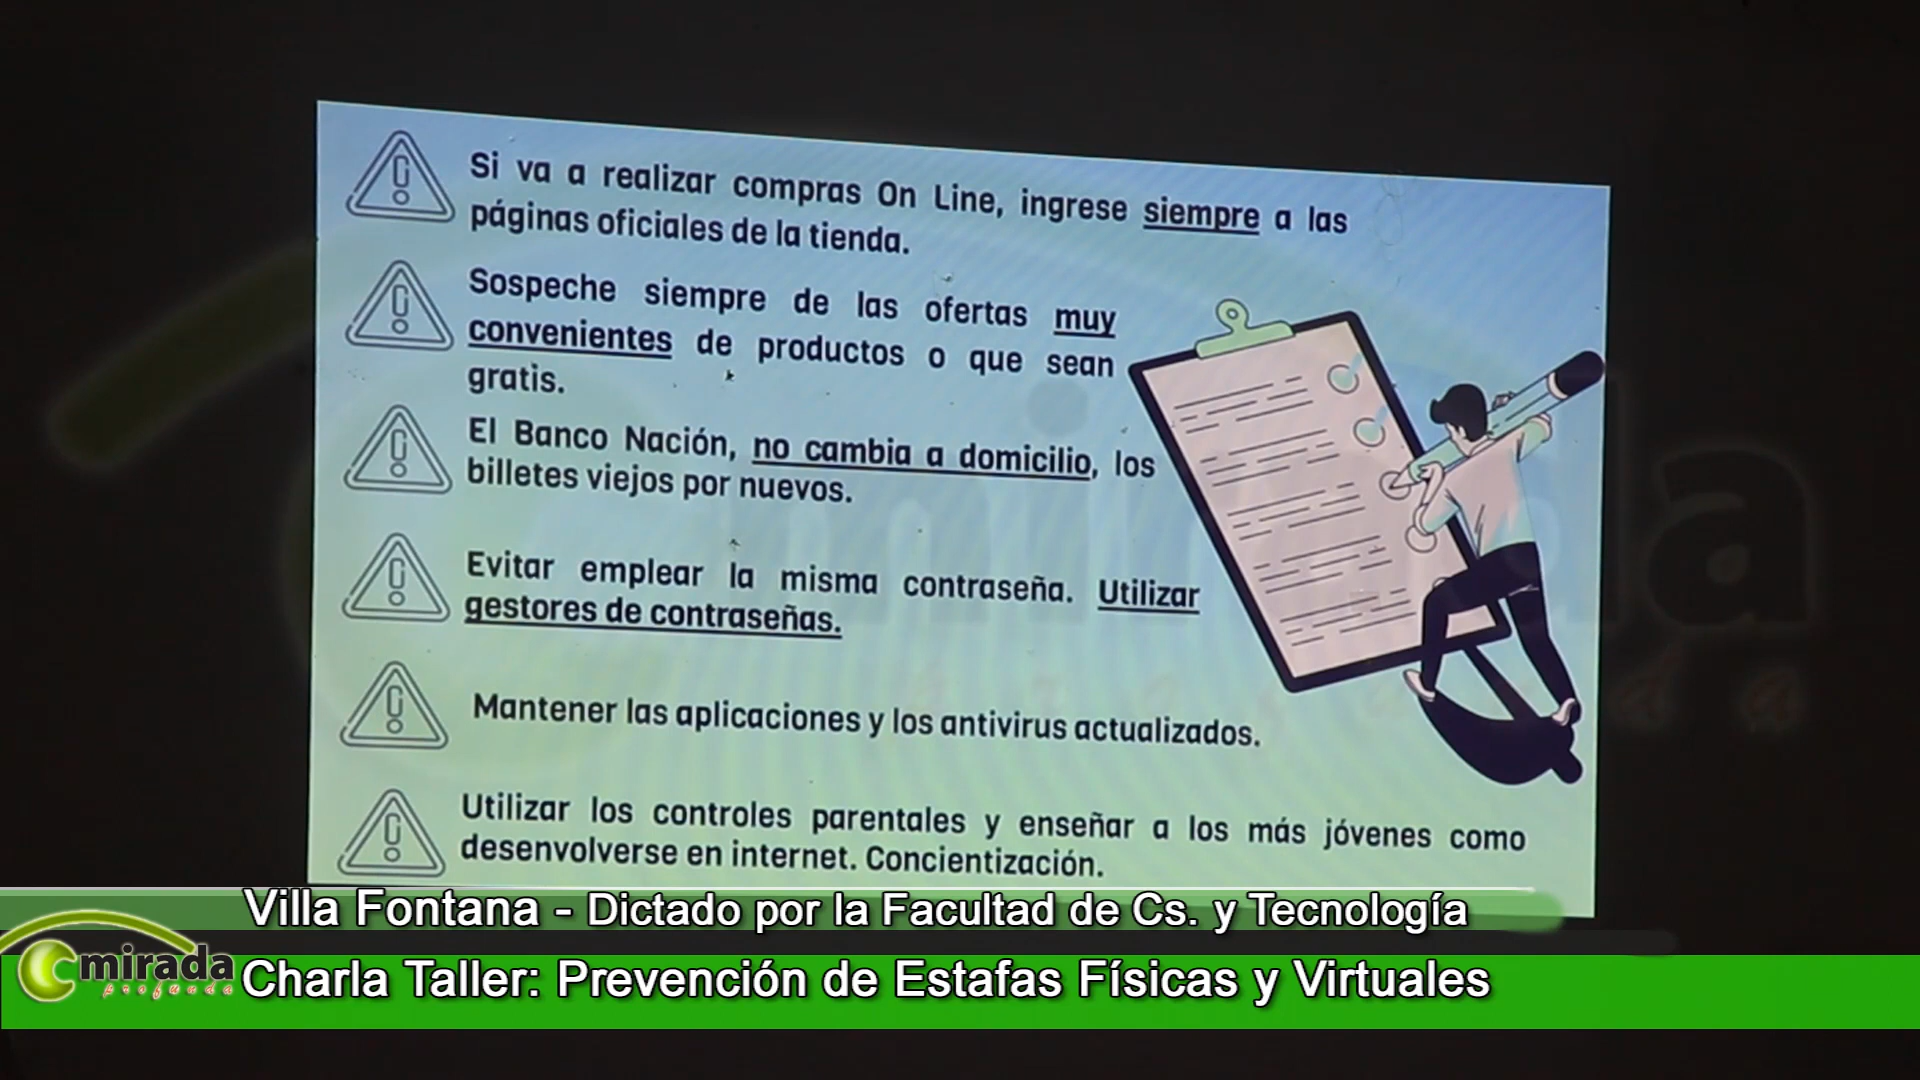 Si va a realizar compras On Line, ingrese siempre a las
páginas oficiales de la tienda.
Sospeche siempre de las ofertas muy
convenientes de productos o que sean
gratis.
El Banco Nación, no cambia a domicilio, los
billetes viejos por nuevos.
Evitar emplear la misma contraseña. Utilizar
gestores de contraseñas.
Mantener las aplicaciones y los antivirus actualizados.
Utilizar los controles parentales y enseñar a los más jóvenes como
desenvolverse en internet. Concientización.
Villa Fontana - Dictado por la Facultad de Cs. y Tecnología
mirada
profunda
Charla Taller: Prevención de Estafas Físicas y Virtuales